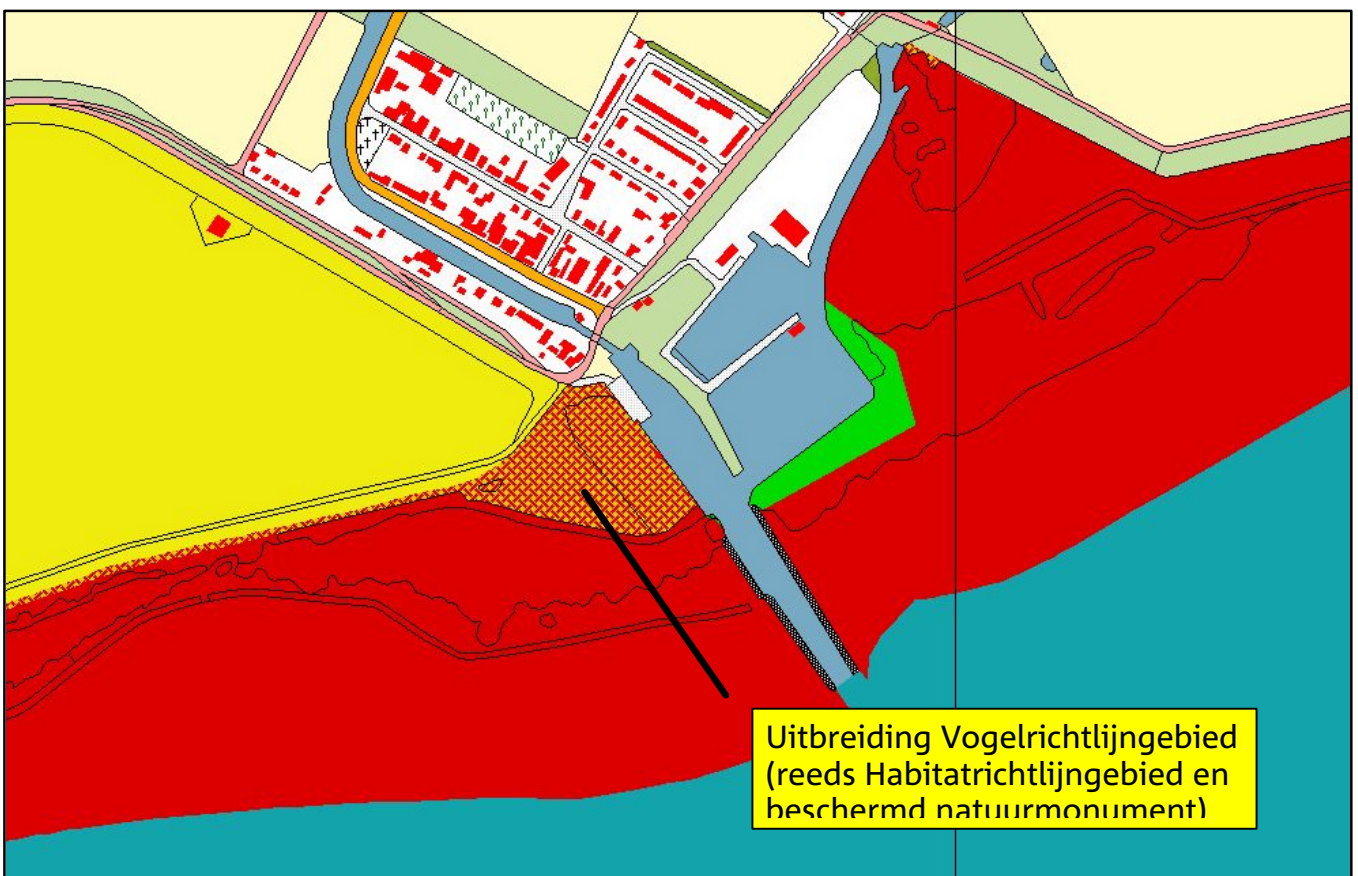 Uitbreiding Vogelrichtlijngebied
(reeds Habitatrichtlijngebied en
beschermd natuurmonument)